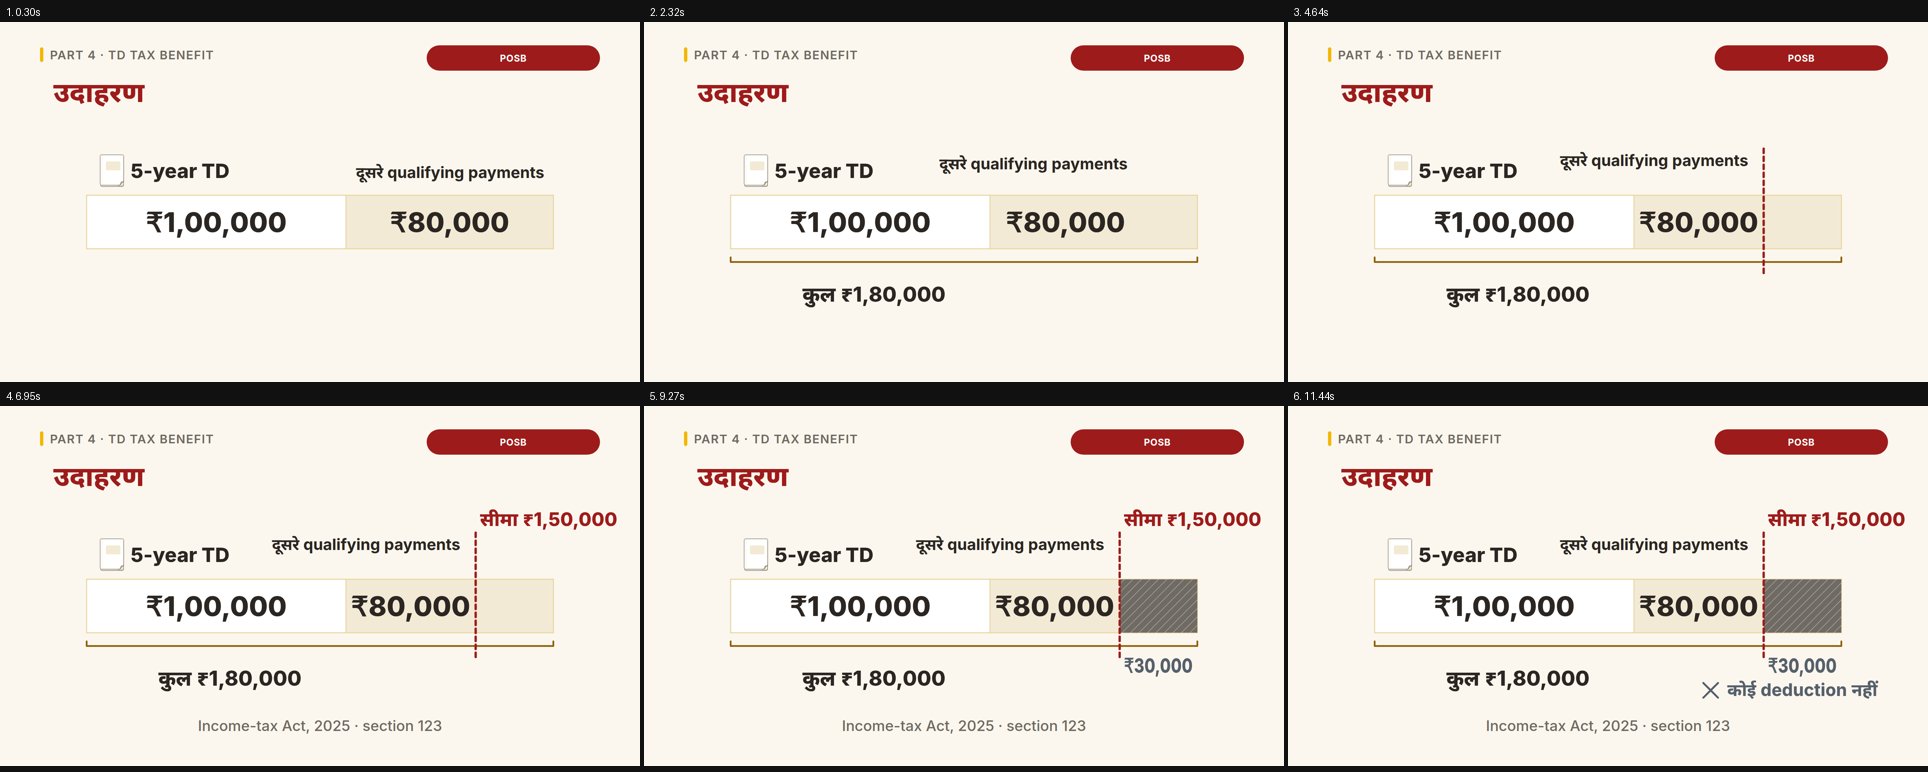 1. 0.30s
PART 4 · TD TAX BENEFIT
POSB
उदाहरण
5-year TD
दूसरे qualifying payments
₹1,00,000
₹80,000
2. 2.32s
PART 4 · TD TAX BENEFIT
POSB
उदाहरण
5-year TD
दूसरे qualifying payments
₹1,00,000
₹80,000
कुल ₹1,80,000
3. 4.64s
PART 4 · TD TAX BENEFIT
POSB
उदाहरण
5-year TD
दूसरे qualifying payments
₹1,00,000
₹80,000
कुल ₹1,80,000
4. 6.95s
PART 4 · TD TAX BENEFIT
POSB
उदाहरण
सीमा ₹1,50,000
5-year TD
दूसरे qualifying payments
₹1,00,000
₹80,000
कुल ₹1,80,000
Income-tax Act, 2025 · section 123
5. 9.27s
PART 4 · TD TAX BENEFIT
POSB
उदाहरण
सीमा ₹1,50,000
5-year TD
दूसरे qualifying payments
₹1,00,000
₹80,000
₹30,000
कुल ₹1,80,000
Income-tax Act, 2025 · section 123
6. 11.44s
PART 4 · TD TAX BENEFIT
POSB
उदाहरण
सीमा ₹1,50,000
5-year TD
दूसरे qualifying payments
₹1,00,000
₹80,000
₹30,000
कुल ₹1,80,000
कोई deduction नहीं
Income-tax Act, 2025 · section 123